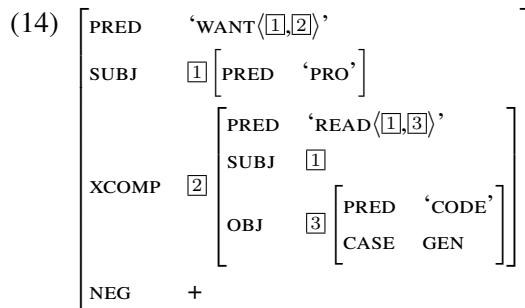 (14) PRED ‘WANT⟨1,2⟩’
SUBJ 1 PRED ‘PRO’
PRED ‘READ⟨1,3⟩’
SUBJ 1
XCOMP 2
PRED ‘CODE’
OBJ 3
CASE GEN
NEG +